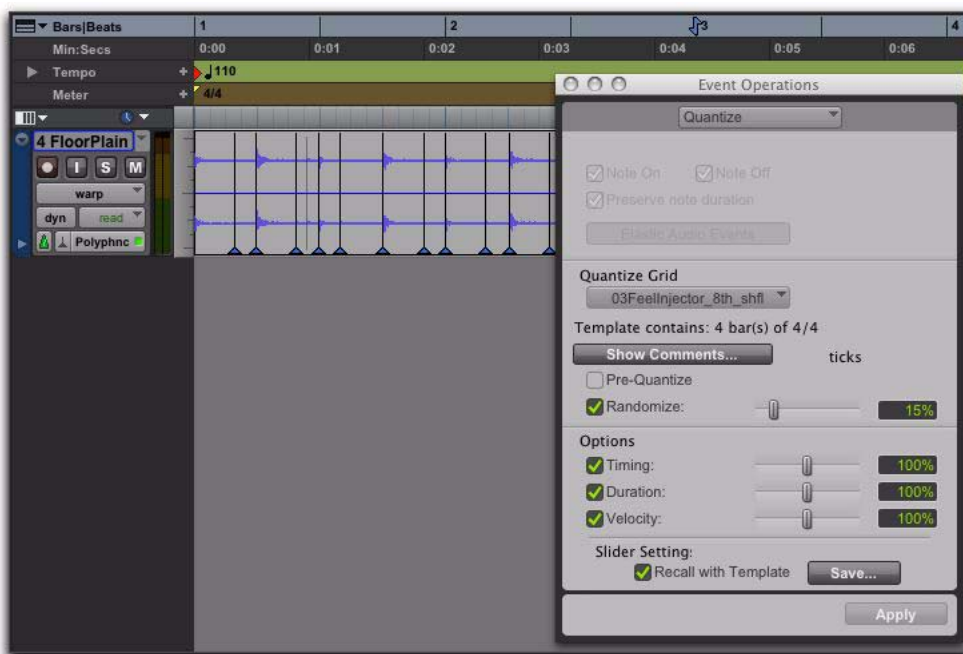 Bars|Beats 1 2 3 4
Min:Secs 0:00 0:01 0:02 0:03 0:04 0:05 0:06
Tempo + 110
Meter + 4/4
4 FloorPlain
I S M
warp
dyn read
Polyphnc
Event Operations
Quantize
Note On Note Off
Preserve note duration
Elastic Audio Events
Quantize Grid
03FeelInjector_8th_shfl
Template contains: 4 bar(s) of 4/4
Show Comments... ticks
Pre-Quantize
Randomize: 15%
Options
Timing: 100%
Duration: 100%
Velocity: 100%
Slider Setting:
Recall with Template Save...
Apply